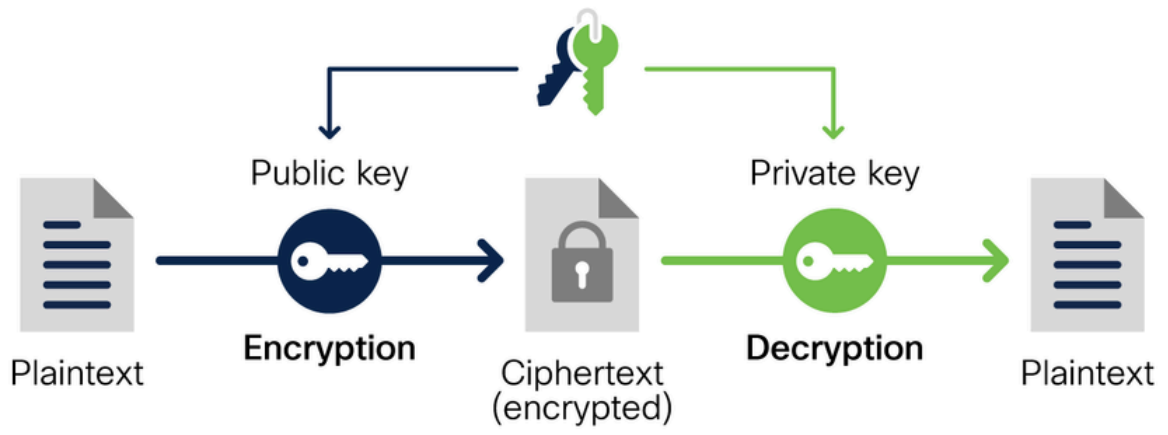 Public key
Private key
Encryption
Decryption
Plaintext
Ciphertext
(encrypted)
Plaintext